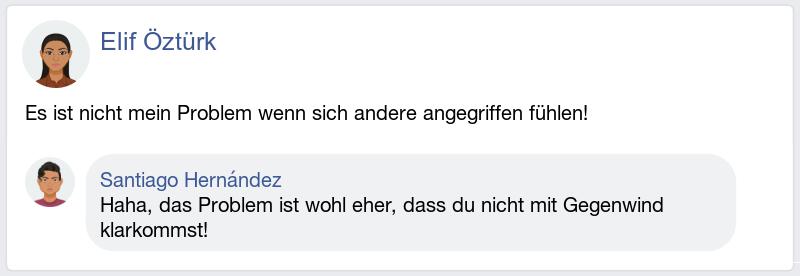 Elif Öztürk
Es ist nicht mein Problem wenn sich andere angegriffen fühlen!
Santiago Hernández
Haha, das Problem ist wohl eher, dass du nicht mit Gegenwind
klarkommst!